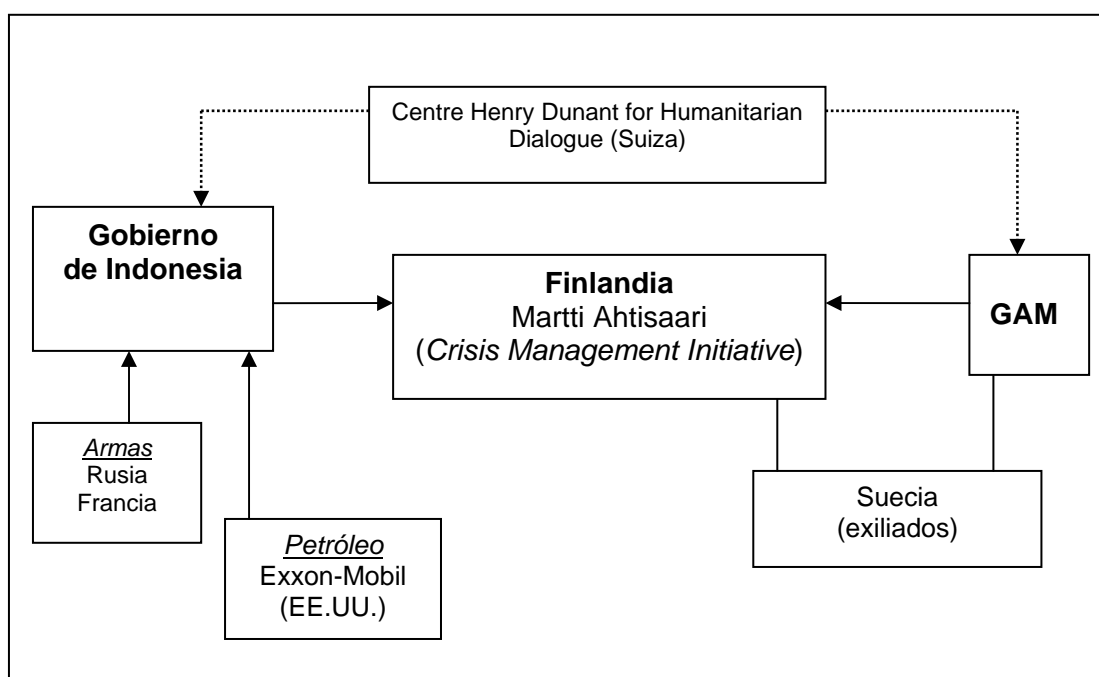 Centre Henry Dunant for Humanitarian
Dialogue (Suiza)
Gobierno
de Indonesia
Finlandia
Martti Ahtisaari
(Crisis Management Initiative)
GAM
Armas
Rusia
Francia
Petróleo
Exxon-Mobil
(EE.UU.)
Suecia
(exiliados)